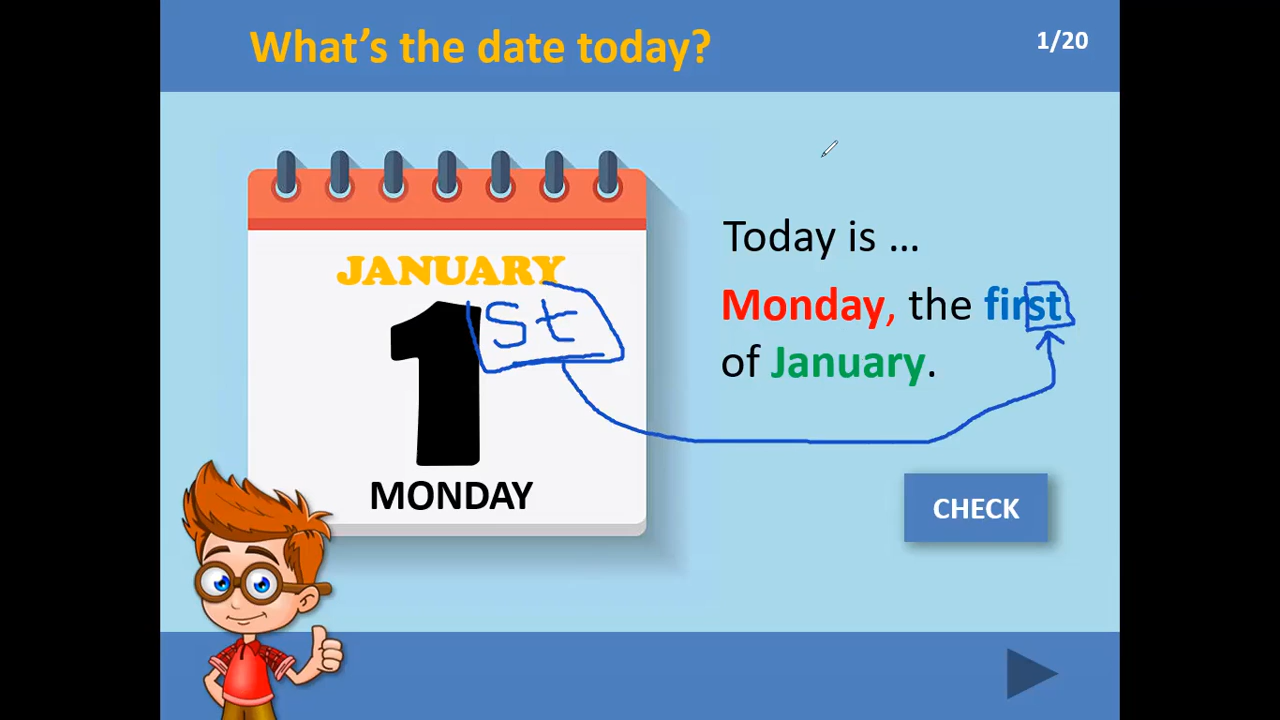 What's the date today?
1/20
JANUARY
1 st
MONDAY
Today is ...
Monday, the first
of January.
CHECK